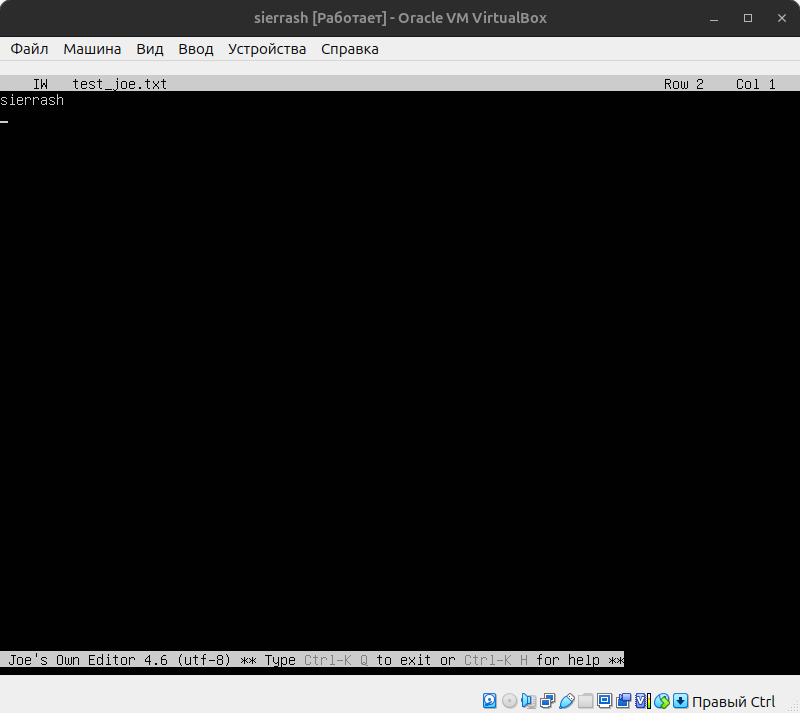 sierrash [Работает] - Oracle VM VirtualBox
Файл Машина Вид Ввод Устройства Справка
IW test_joe.txt Row 2 Col 1
sierrash
Joe's Own Editor 4.6 (utf-8) ** Type Ctrl-K Q to exit or Ctrl-K H for help **
Правый Ctrl